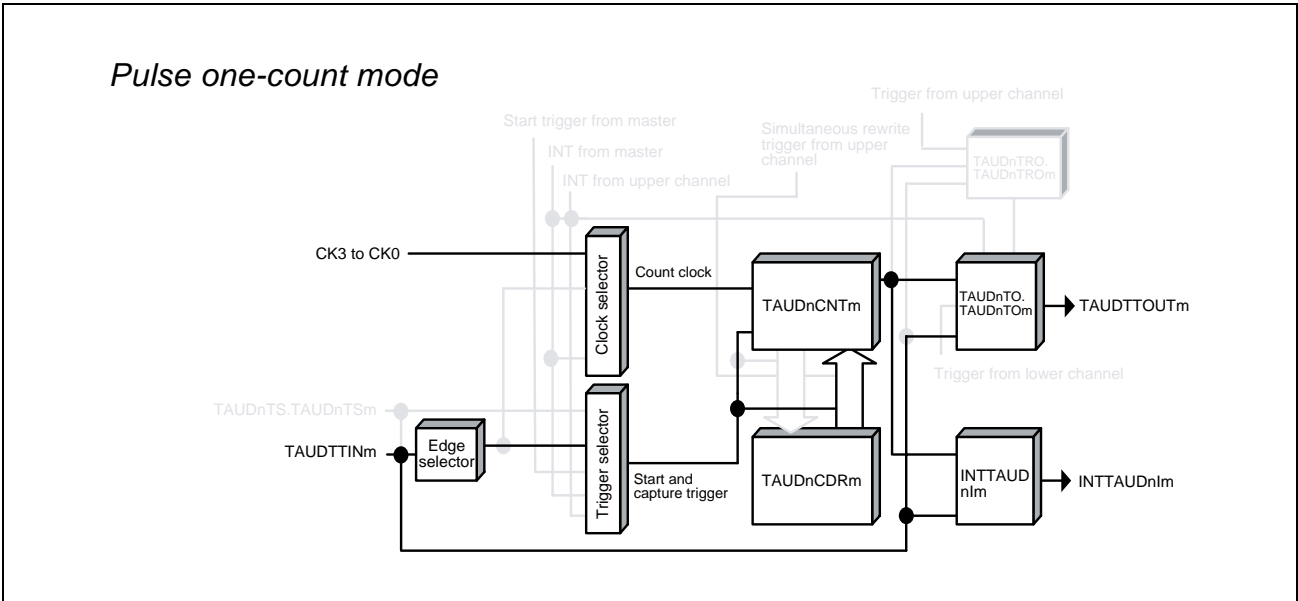 Pulse one-count mode
Trigger from upper channel
Start trigger from master
Simultaneous rewrite
trigger from upper
channel
INT from master
INT from upper channel
TAUDnTRO.
TAUDnTROm
CK3 to CK0
Clock selector
Count clock
TAUDnCNTm
TAUDnTO.
TAUDnTOm
TAUDTTOUTm
Trigger from lower channel
TAUDnTS.TAUDnTSm
TAUDTTINm
Edge
selector
Trigger selector
Start and
capture trigger
TAUDnCDRm
INTTAUD
nIm
INTTAUDnIm